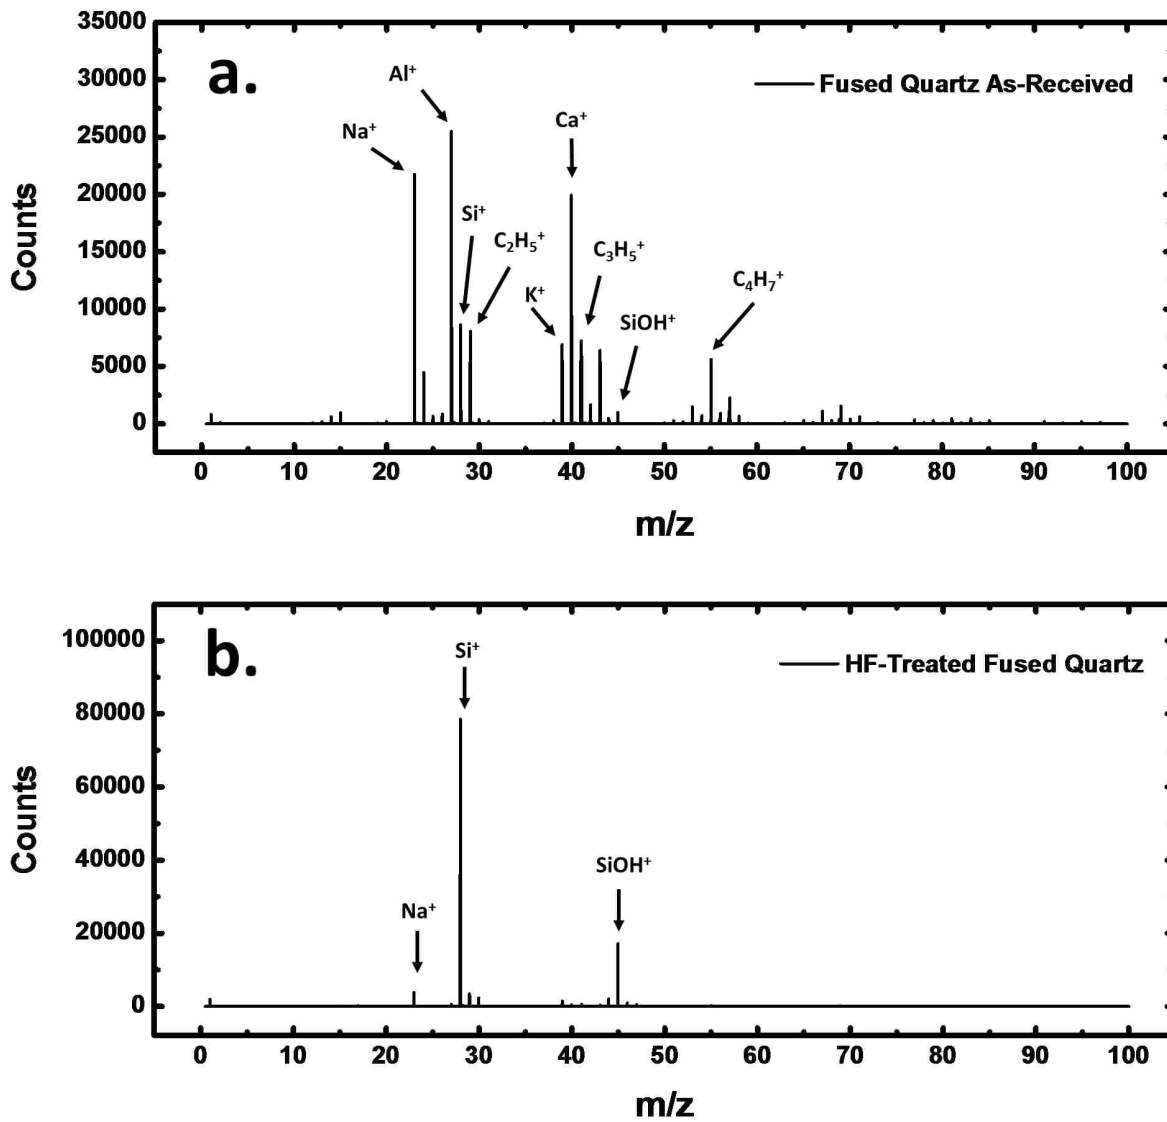 35000
a.
Al⁺
30000
Fused Quartz As-Received
Na⁺
Ca⁺
25000
20000
Si⁺
C₂H₅⁺
C₃H₅⁺
15000
K⁺
C₄H₇⁺
SiOH⁺
10000
5000
0
Counts
0 10 20 30 40 50 60 70 80 90 100
m/z
100000
b.
Si⁺
HF-Treated Fused Quartz
80000
60000
40000
SiOH⁺
Na⁺
20000
0
Counts
0 10 20 30 40 50 60 70 80 90 100
m/z